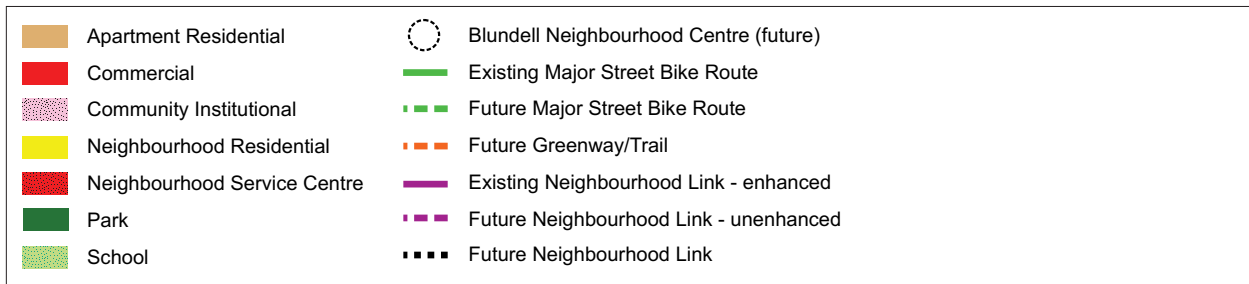 Apartment Residential
Commercial
Community Institutional
Neighbourhood Residential
Neighbourhood Service Centre
Park
School
Blundell Neighbourhood Centre (future)
Existing Major Street Bike Route
Future Major Street Bike Route
Future Greenway/Trail
Existing Neighbourhood Link - enhanced
Future Neighbourhood Link - unenhanced
Future Neighbourhood Link